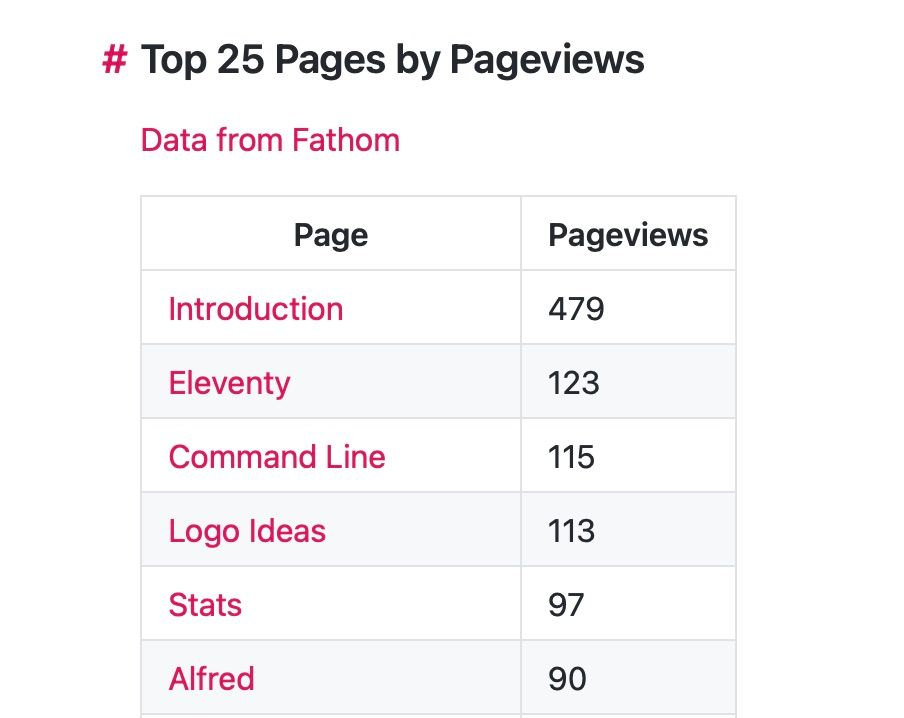 # Top 25 Pages by Pageviews
Data from Fathom
Page Pageviews
Introduction 479
Eleventy 123
Command Line 115
Logo Ideas 113
Stats 97
Alfred 90